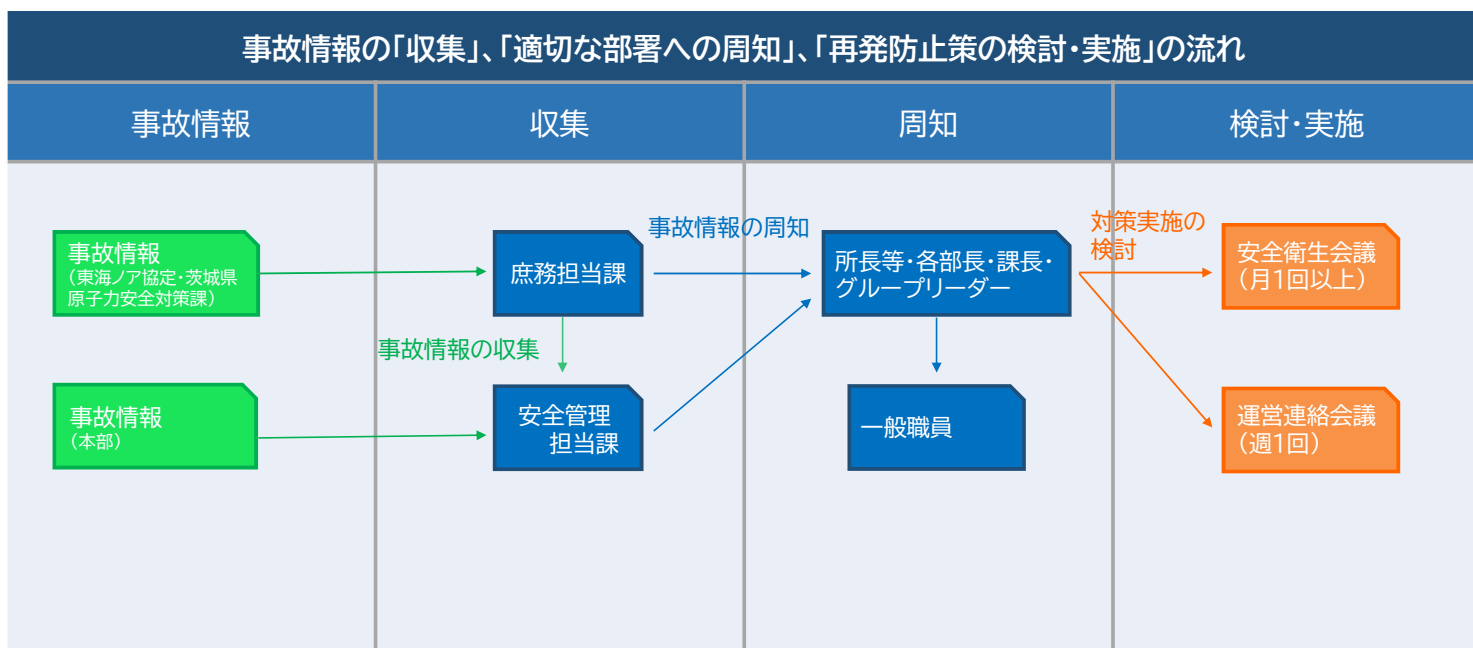 事故情報の「収集」、「適切な部署への周知」、「再発防止策の検討・実施」の流れ
事故情報
収集
周知
検討・実施
事故情報
（東海ノア協定・茨城県
原子力安全対策課）
庶務担当課
事故情報の周知
所長等・各部長・課長・
グループリーダー
対策実施の
検討
安全衛生会議
（月1回以上）
事故情報の収集
事故情報
（本部）
安全管理
担当課
一般職員
運営連絡会議
（週1回）